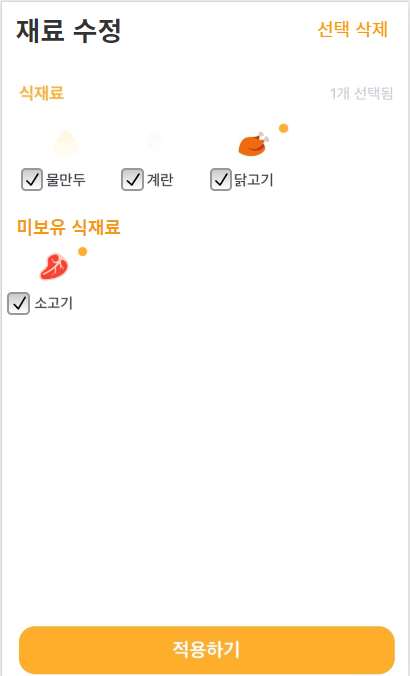 재료 수정
선택 삭제
식재료
1개 선택됨
물만두
계란
닭고기
미보유 식재료
소고기
적용하기